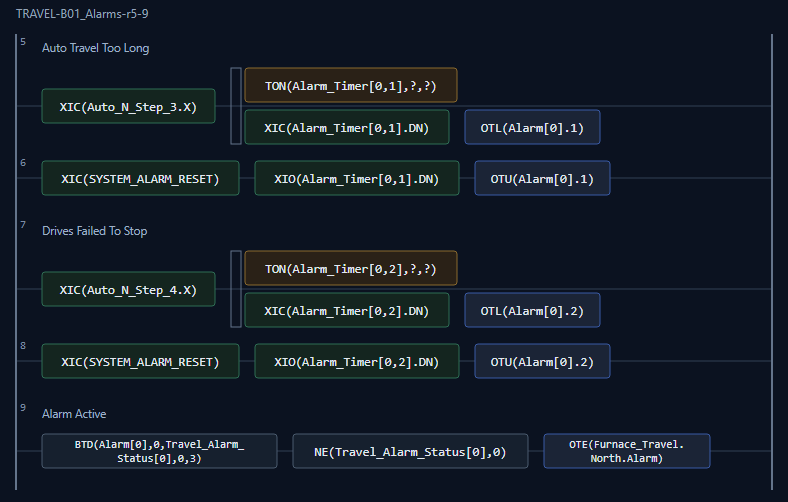 TRAVEL-B01_Alarms-r5-9
5
Auto Travel Too Long
TON(Alarm_Timer[0,1],?,?)
XIC(Auto_N_Step_3.X)
XIC(Alarm_Timer[0,1].DN)
OTL(Alarm[0].1)
6
XIC(SYSTEM_ALARM_RESET)
XIO(Alarm_Timer[0,1].DN)
OTU(Alarm[0].1)
7
Drives Failed To Stop
TON(Alarm_Timer[0,2],?,?)
XIC(Auto_N_Step_4.X)
XIC(Alarm_Timer[0,2].DN)
OTL(Alarm[0].2)
8
XIC(SYSTEM_ALARM_RESET)
XIO(Alarm_Timer[0,2].DN)
OTU(Alarm[0].2)
9
Alarm Active
BTD(Alarm[0],0,Travel_Alarm_
Status[0],0,3)
NE(Travel_Alarm_Status[0],0)
OTE(Furnace_Travel.
North.Alarm)